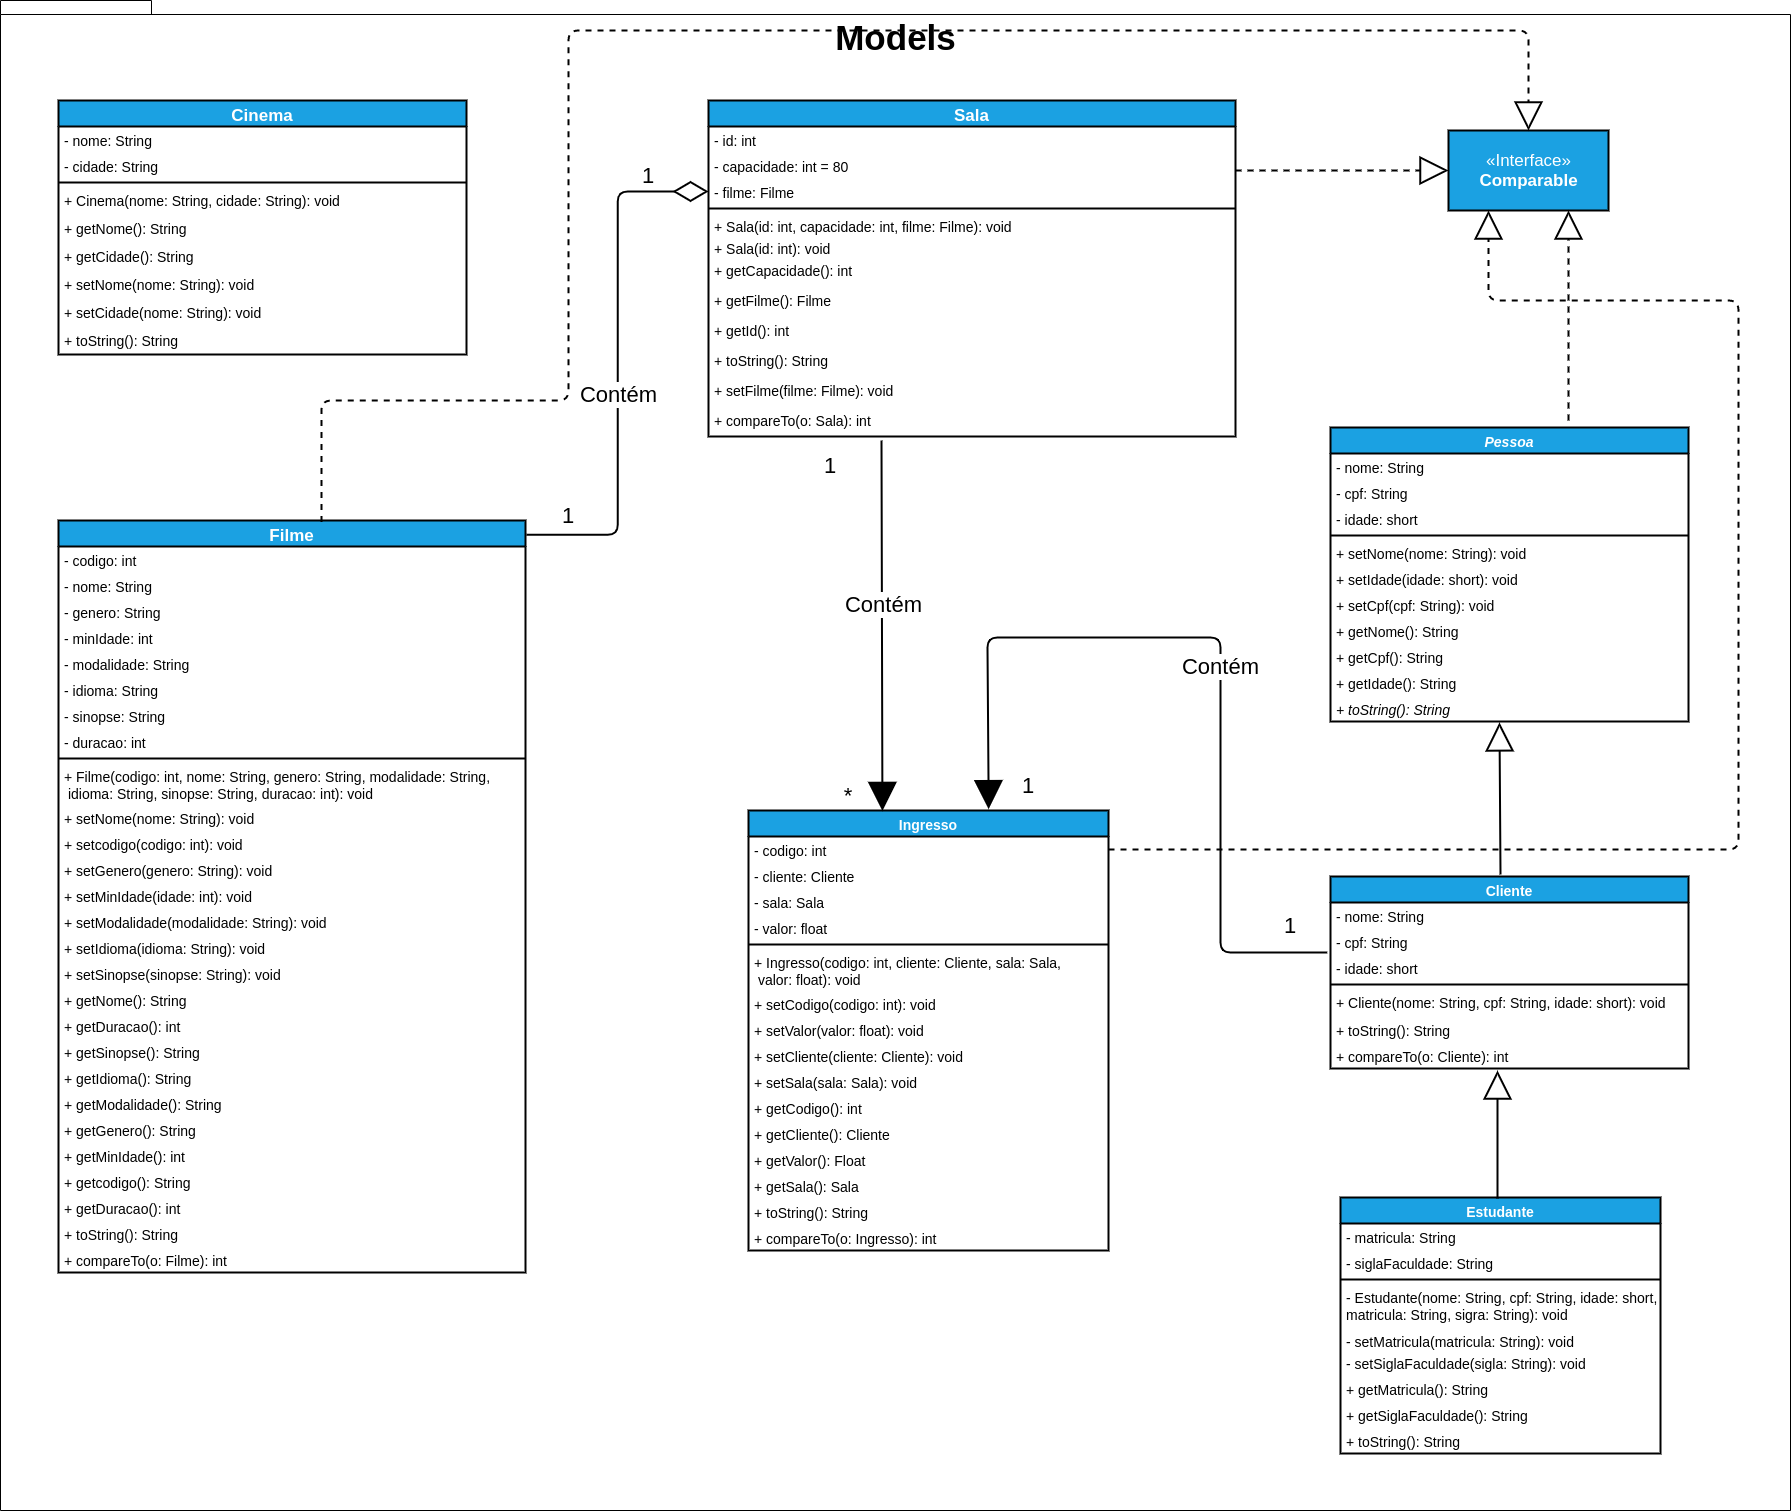 Models
Cinema
- nome: String
- cidade: String
+ Cinema(nome: String, cidade: String): void
+ getNome(): String
+ getCidade(): String
+ setNome(nome: String): void
+ setCidade(nome: String): void
+ toString(): String
Sala
- id: int
- capacidade: int = 80
- filme: Filme
+ Sala(id: int, capacidade: int, filme: Filme): void
+ Sala(id: int): void
+ getCapacidade(): int
+ getFilme(): Filme
+ getId(): int
+ toString(): String
+ setFilme(filme: Filme): void
+ compareTo(o: Sala): int
«Interface»
Comparable
1
Contém
1
1
Contém
*
Contém
1
1
Pessoa
- nome: String
- cpf: String
- idade: short
+ setNome(nome: String): void
+ setIdade(idade: short): void
+ setCpf(cpf: String): void
+ getNome(): String
+ getCpf(): String
+ getIdade(): String
+ toString(): String
Filme
- codigo: int
- nome: String
- genero: String
- minIdade: int
- modalidade: String
- idioma: String
- sinopse: String
- duracao: int
+ Filme(codigo: int, nome: String, genero: String, modalidade: String,
idioma: String, sinopse: String, duracao: int): void
+ setNome(nome: String): void
+ setcodigo(codigo: int): void
+ setGenero(genero: String): void
+ setMinIdade(idade: int): void
+ setModalidade(modalidade: String): void
+ setIdioma(idioma: String): void
+ setSinopse(sinopse: String): void
+ getNome(): String
+ getDuracao(): int
+ getSinopse(): String
+ getIdioma(): String
+ getModalidade(): String
+ getGenero(): String
+ getMinIdade(): int
+ getcodigo(): String
+ getDuracao(): int
+ toString(): String
+ compareTo(o: Filme): int
Ingresso
- codigo: int
- cliente: Cliente
- sala: Sala
- valor: float
+ Ingresso(codigo: int, cliente: Cliente, sala: Sala,
valor: float): void
+ setCodigo(codigo: int): void
+ setValor(valor: float): void
+ setCliente(cliente: Cliente): void
+ setSala(sala: Sala): void
+ getCodigo(): int
+ getCliente(): Cliente
+ getValor(): Float
+ getSala(): Sala
+ toString(): String
+ compareTo(o: Ingresso): int
Cliente
- nome: String
- cpf: String
- idade: short
+ Cliente(nome: String, cpf: String, idade: short): void
+ toString(): String
+ compareTo(o: Cliente): int
Estudante
- matricula: String
- siglaFaculdade: String
- Estudante(nome: String, cpf: String, idade: short,
matricula: String, sigra: String): void
- setMatricula(matricula: String): void
- setSiglaFaculdade(sigla: String): void
+ getMatricula(): String
+ getSiglaFaculdade(): String
+ toString(): String